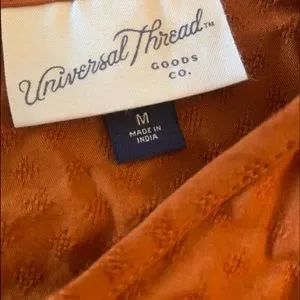 Universal Thread™
GOODS
CO.
M
MADE IN
INDIA